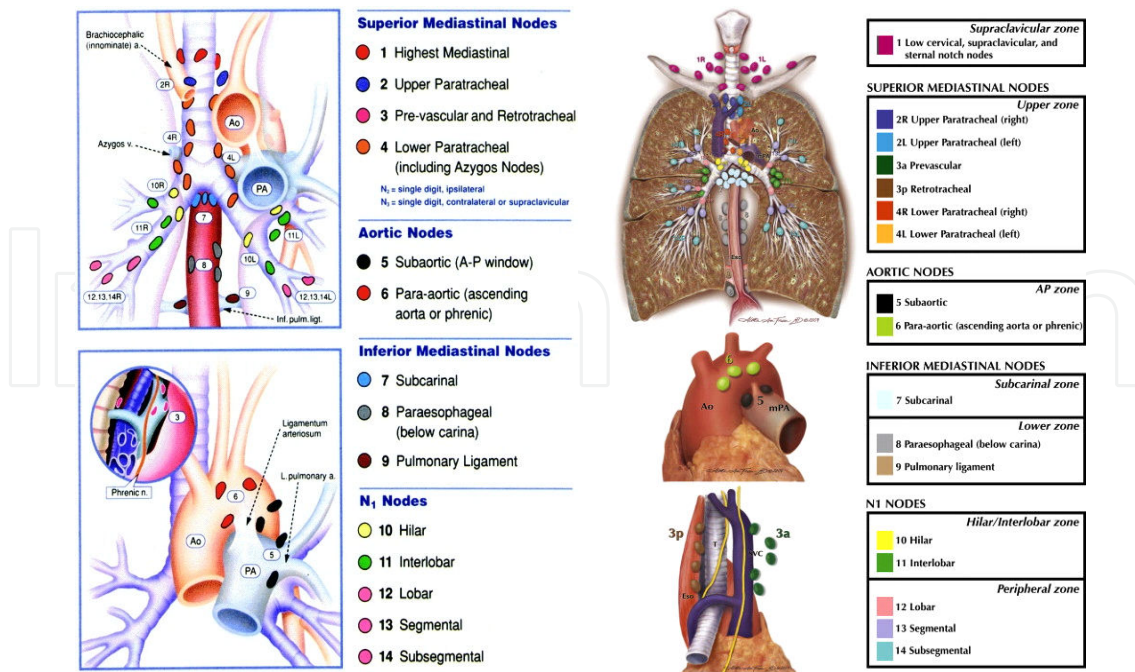 Brachiocephalic
(innominate) a.
2R
Ao
4R
Azygos v.
4L
PA
10R
7
11R
11L
8
10L
9
12,13,14R
12,13,14L
Inf. pulm. ligt.
3
Phrenic n.
Ligamentum
arteriosum
L. pulmonary a.
6
Ao
5
PA
Superior Mediastinal Nodes
1 Highest Mediastinal
2 Upper Paratracheal
3 Pre-vascular and Retrotracheal
4 Lower Paratracheal
(including Azygos Nodes)
N₂ = single digit, ipsilateral
N₃ = single digit, contralateral or supraclavicular
Aortic Nodes
5 Subaortic (A-P window)
6 Para-aortic (ascending
aorta or phrenic)
Inferior Mediastinal Nodes
7 Subcarinal
8 Paraesophageal
(below carina)
9 Pulmonary Ligament
N₁ Nodes
10 Hilar
11 Interlobar
12 Lobar
13 Segmental
14 Subsegmental
1R
1L
Ao
Eso
6
Ao
5
mPA
3p
T
3a
Eso
Supraclavicular zone
1 Low cervical, supraclavicular, and
sternal notch nodes
SUPERIOR MEDIASTINAL NODES
Upper zone
2R Upper Paratracheal (right)
2L Upper Paratracheal (left)
3a Prevascular
3p Retrotracheal
4R Lower Paratracheal (right)
4L Lower Paratracheal (left)
AORTIC NODES
AP zone
5 Subaortic
6 Para-aortic (ascending aorta or phrenic)
INFERIOR MEDIASTINAL NODES
Subcarinal zone
7 Subcarinal
Lower zone
8 Paraesophageal (below carina)
9 Pulmonary ligament
N1 NODES
Hilar/Interlobar zone
10 Hilar
11 Interlobar
Peripheral zone
12 Lobar
13 Segmental
14 Subsegmental